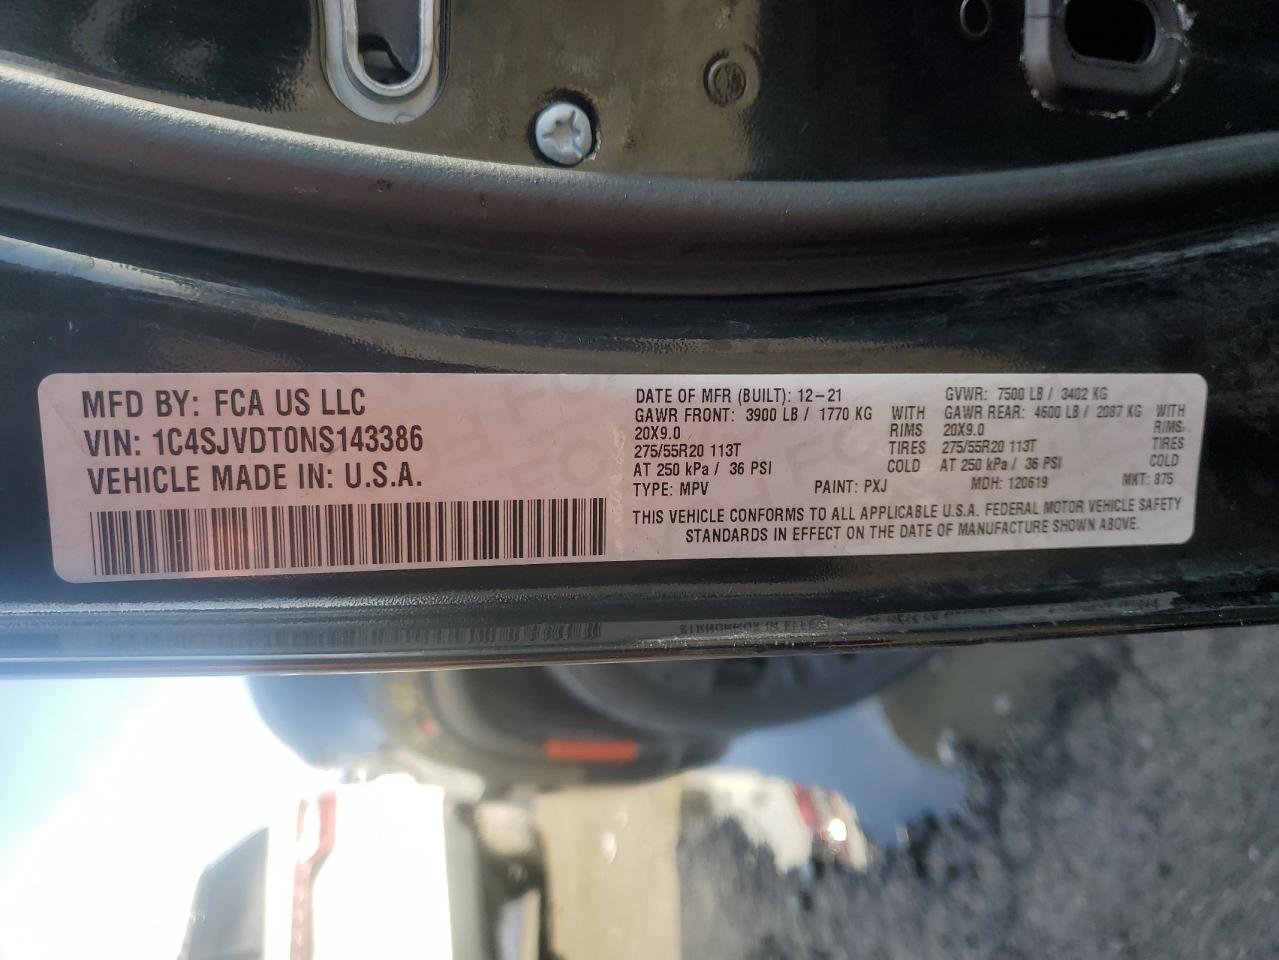 MFD BY: FCA US LLC
VIN: 1C4SJVDT0NS143386
VEHICLE MADE IN: U.S.A.
DATE OF MFR (BUILT): 12-21 GVWR: 7500 LB / 3402 KG
GAWR FRONT: 3900 LB / 1770 KG WITH GAWR REAR: 4600 LB / 2087 KG WITH
20X9.0 RIMS 20X9.0 RIMS
275/55R20 113T TIRES 275/55R20 113T TIRES
AT 250 kPa / 36 PSI COLD AT 250 kPa / 36 PSI COLD
TYPE: MPV PAINT: PXJ MDH: 120619 MKT: 875
THIS VEHICLE CONFORMS TO ALL APPLICABLE U.S.A. FEDERAL MOTOR VEHICLE SAFETY
STANDARDS IN EFFECT ON THE DATE OF MANUFACTURE SHOWN ABOVE.